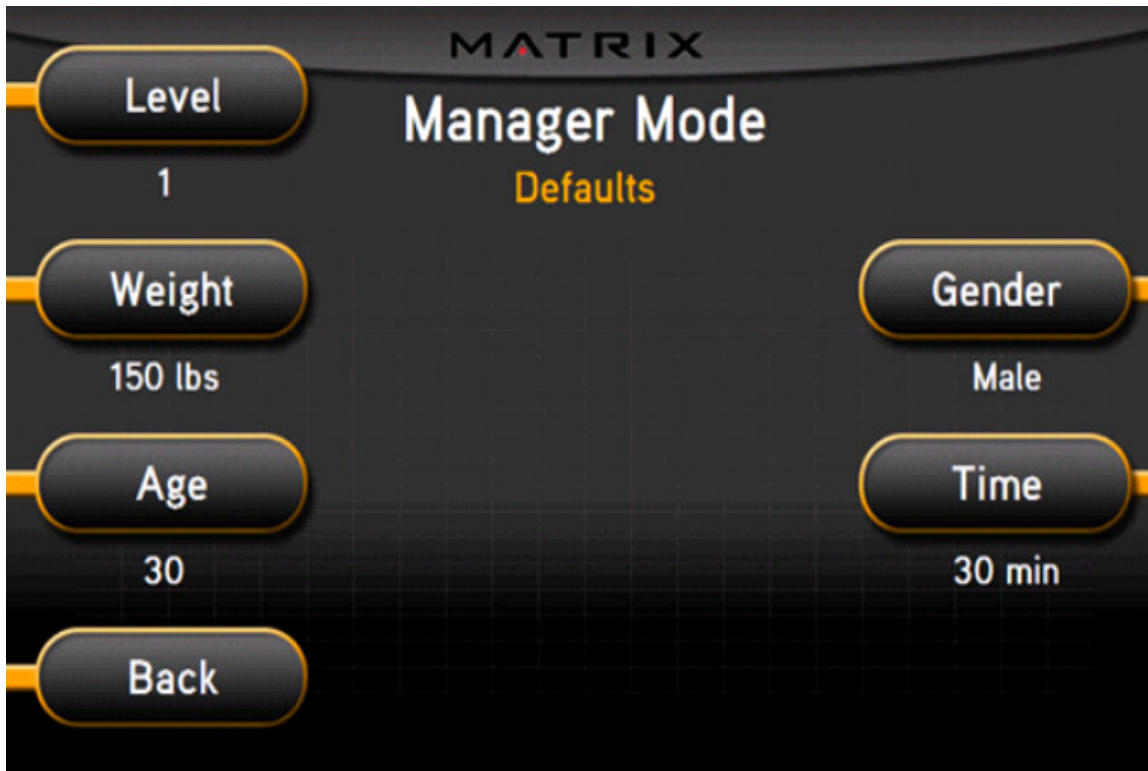 MATRIX
Manager Mode
Defaults
Level
1
Weight
150 lbs
Gender
Male
Age
30
Time
30 min
Back